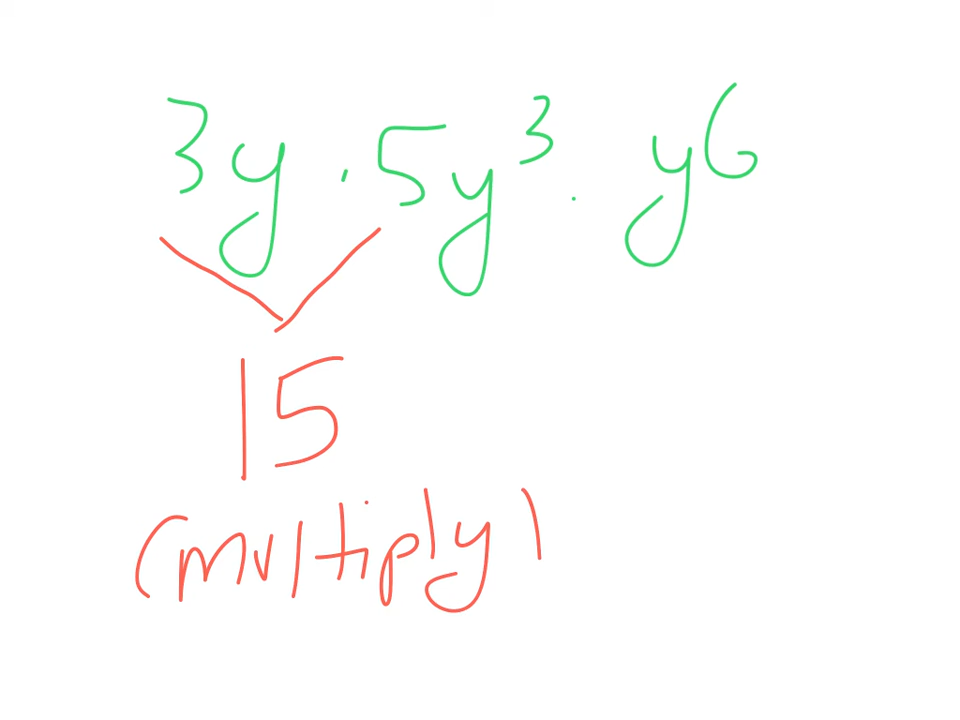 3y · 5y³ · y⁶
15
(multiply)